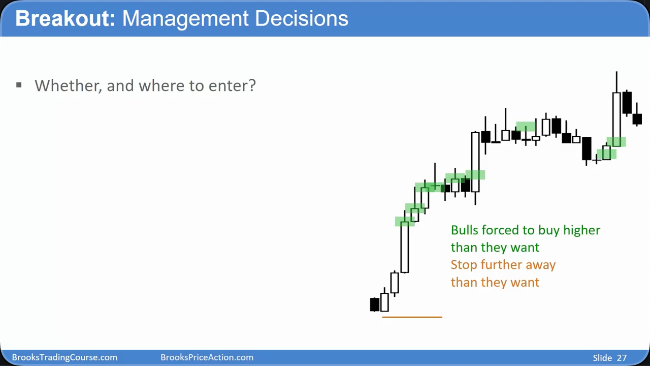 Breakout: Management Decisions
▪ Whether, and where to enter?
Bulls forced to buy higher
than they want
Stop further away
than they want
BrooksTradingCourse.com
BrooksPriceAction.com
Slide 27